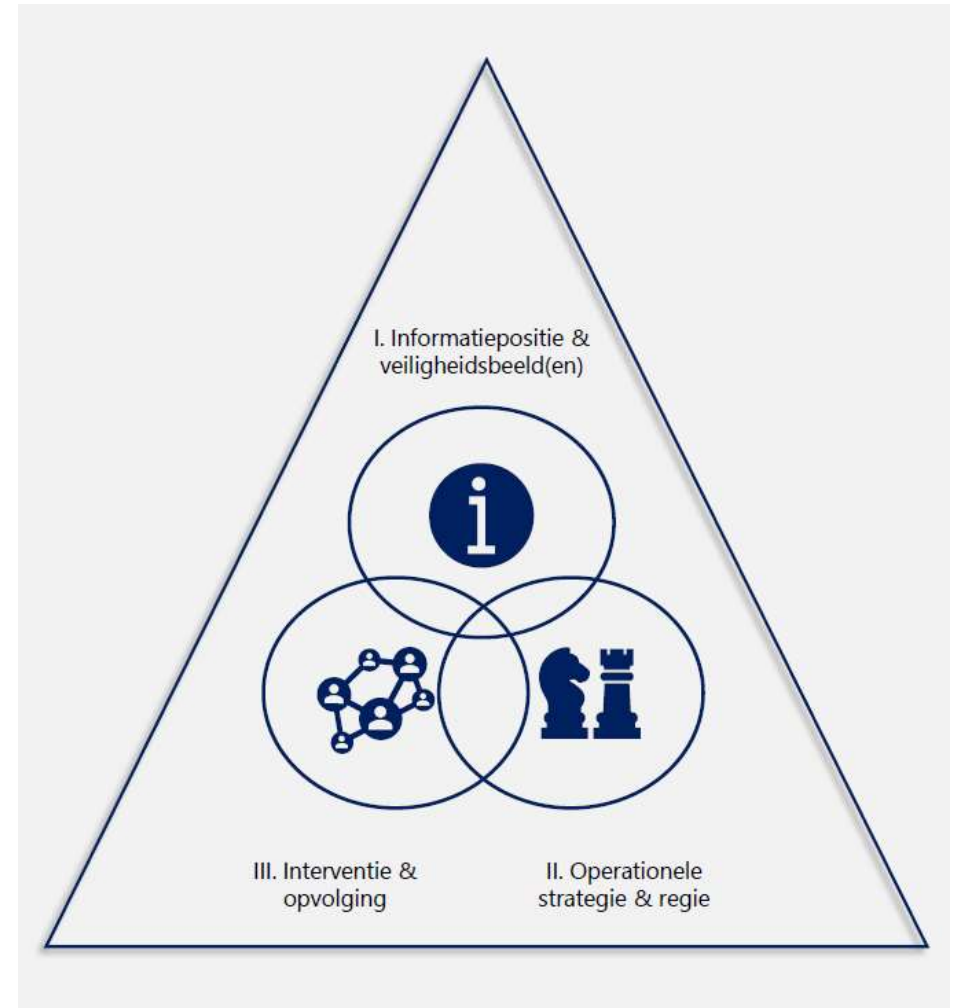 I. Informatiepositie &
veiligheidsbeeld(en)
i
III. Interventie &
opvolging
II. Operationele
strategie & regie